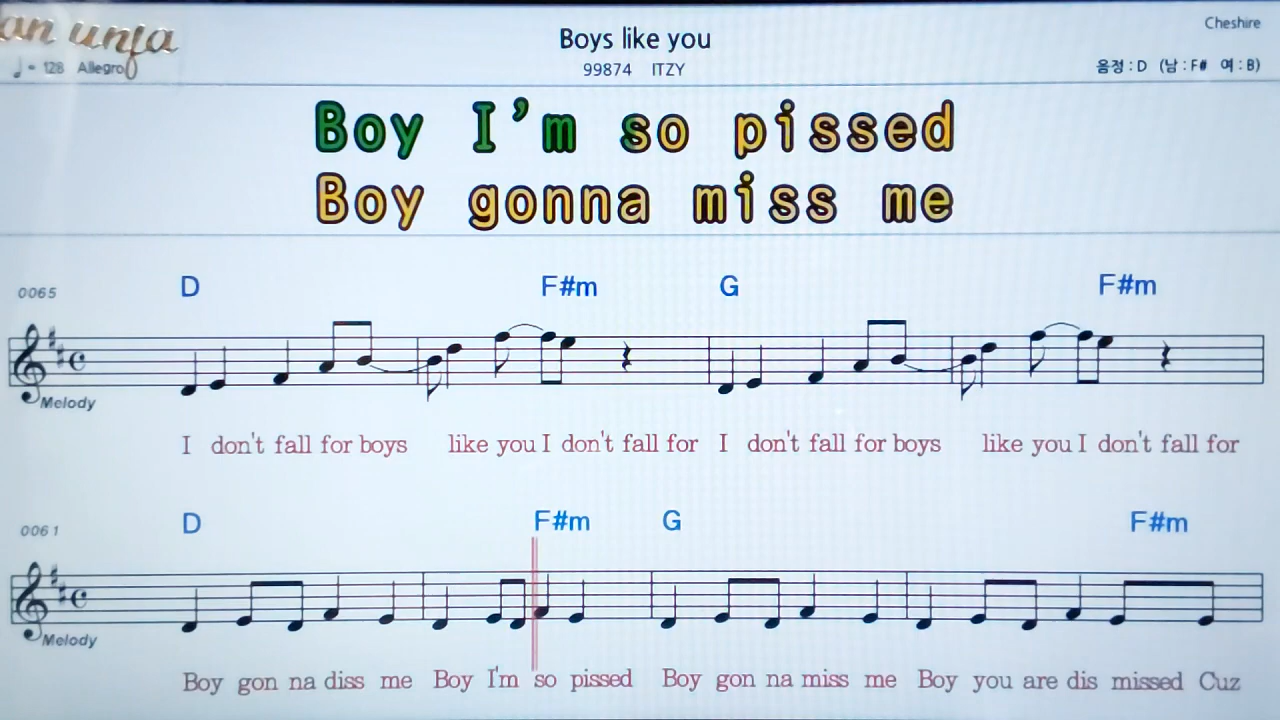 an unja
Cheshire
Boys like you
♩= 128 Allegro
99874 ITZY
음정 : D (남 : F# 여 : B)
Boy I'm so pissed
Boy gonna miss me
0065
D F#m G F#m
Melody
I don't fall for boys like you I don't fall for I don't fall for boys like you I don't fall for
0061
D F#m G F#m
Melody
Boy gon na diss me Boy I'm so pissed Boy gon na miss me Boy you are dis missed Cuz